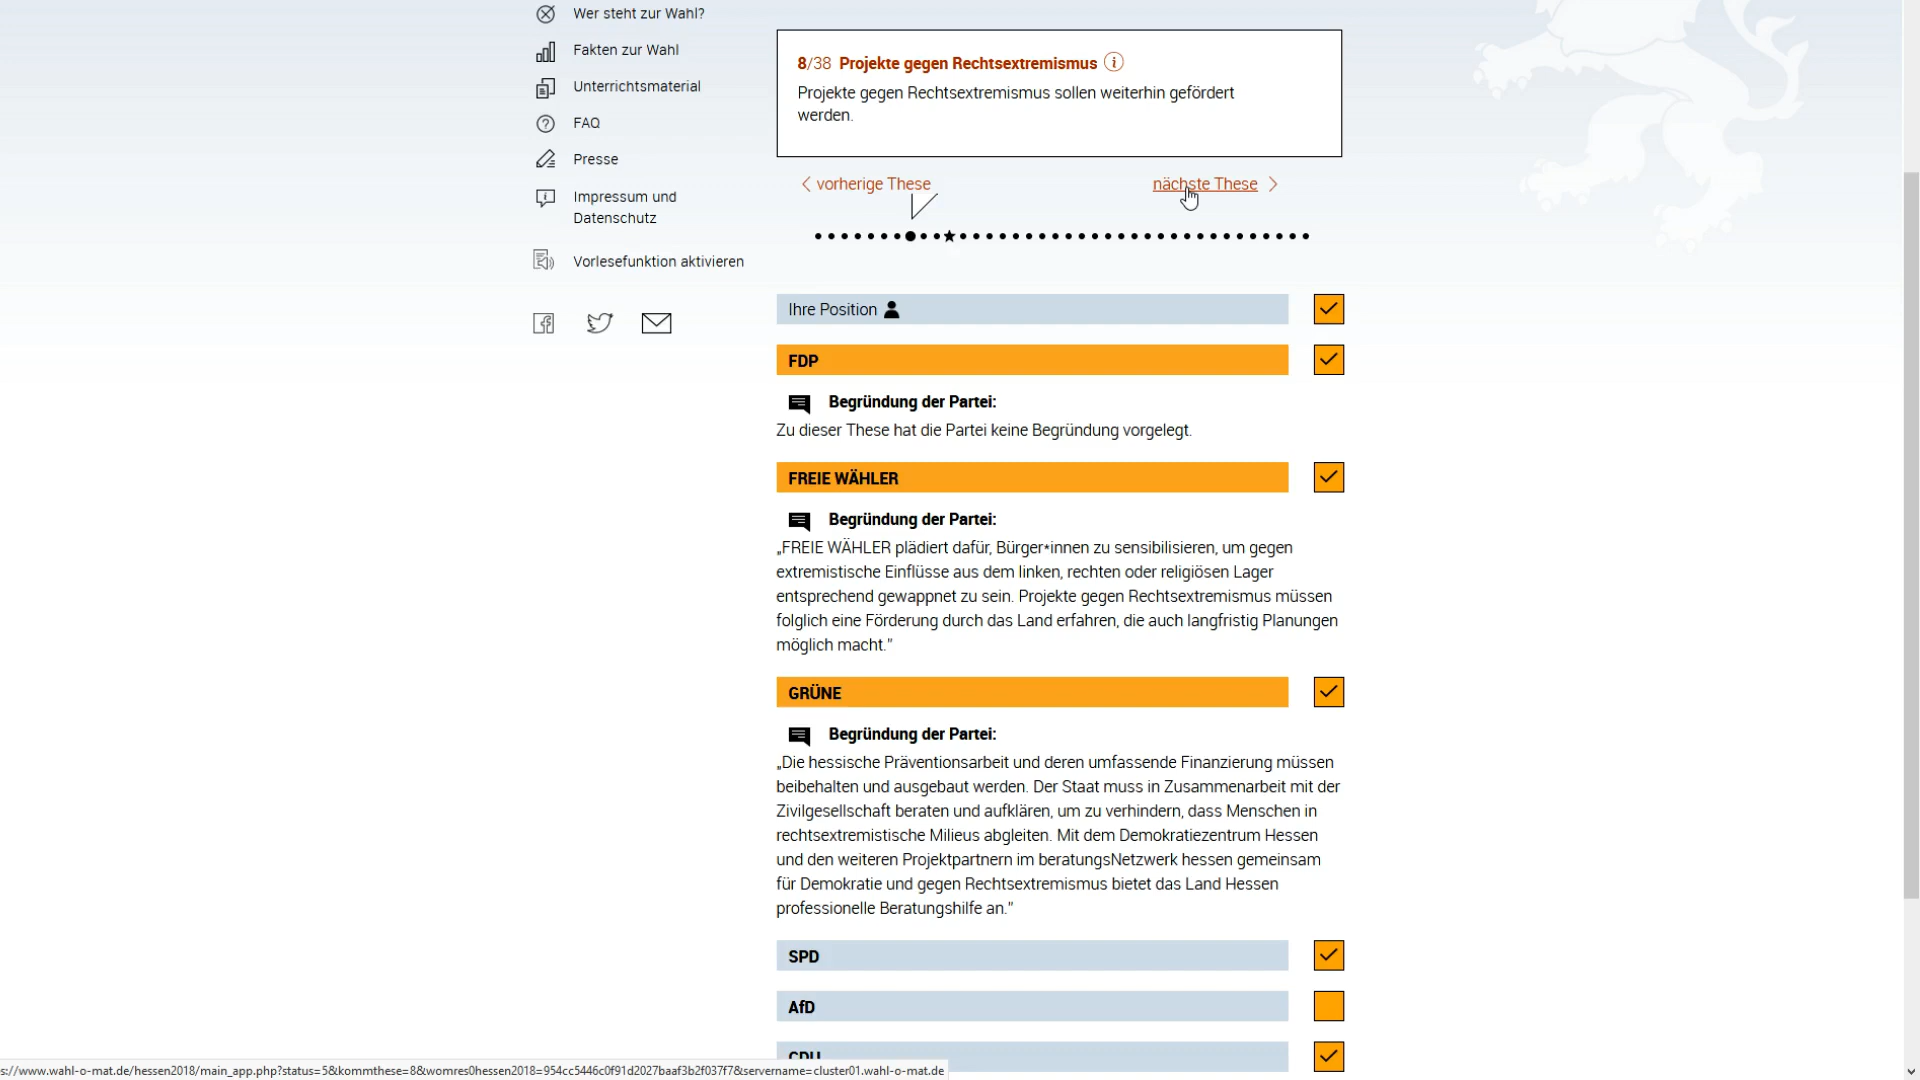 Wer steht zur Wahl?
Fakten zur Wahl
Unterrichtsmaterial
FAQ
Presse
Impressum und
Datenschutz
Vorlesefunktion aktivieren
8/38 Projekte gegen Rechtsextremismus
Projekte gegen Rechtsextremismus sollen weiterhin gefördert
werden.
vorherige These
nächste These
Ihre Position
FDP
Begründung der Partei:
Zu dieser These hat die Partei keine Begründung vorgelegt.
FREIE WÄHLER
Begründung der Partei:
„FREIE WÄHLER plädiert dafür, Bürger*innen zu sensibilisieren, um gegen
extremistische Einflüsse aus dem linken, rechten oder religiösen Lager
entsprechend gewappnet zu sein. Projekte gegen Rechtsextremismus müssen
folglich eine Förderung durch das Land erfahren, die auch langfristig Planungen
möglich macht.”
GRÜNE
Begründung der Partei:
„Die hessische Präventionsarbeit und deren umfassende Finanzierung müssen
beibehalten und ausgebaut werden. Der Staat muss in Zusammenarbeit mit der
Zivilgesellschaft beraten und aufklären, um zu verhindern, dass Menschen in
rechtsextremistische Milieus abgleiten. Mit dem Demokratiezentrum Hessen
und den weiteren Projektpartnern im beratungsNetzwerk hessen gemeinsam
für Demokratie und gegen Rechtsextremismus bietet das Land Hessen
professionelle Beratungshilfe an.”
SPD
AfD
CDU
s://www.wahl-o-mat.de/hessen2018/main_app.php?status=5&kommthese=8&womres0hessen2018=954cc5446c0f91d2027baaf3b2f037f7&servername=cluster01.wahl-o-mat.de